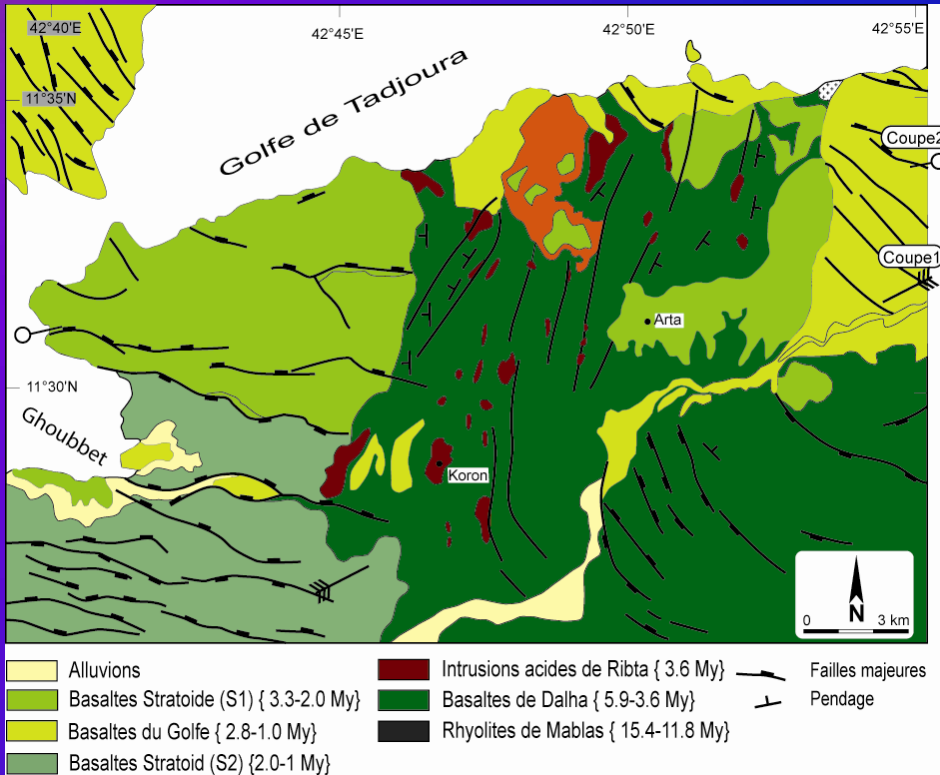 42°40'E
42°45'E
42°50'E
42°55'E
11°35'N
Golfe de Tadjoura
Coupe2
Coupe1
Arta
11°30'N
Ghoubbet
Koron
N
0 3 km
Alluvions
Basaltes Stratoide (S1) { 3.3-2.0 My}
Basaltes du Golfe { 2.8-1.0 My}
Basaltes Stratoid (S2) {2.0-1 My}
Intrusions acides de Ribta { 3.6 My}
Basaltes de Dalha { 5.9-3.6 My}
Rhyolites de Mablas { 15.4-11.8 My}
Failles majeures
Pendage